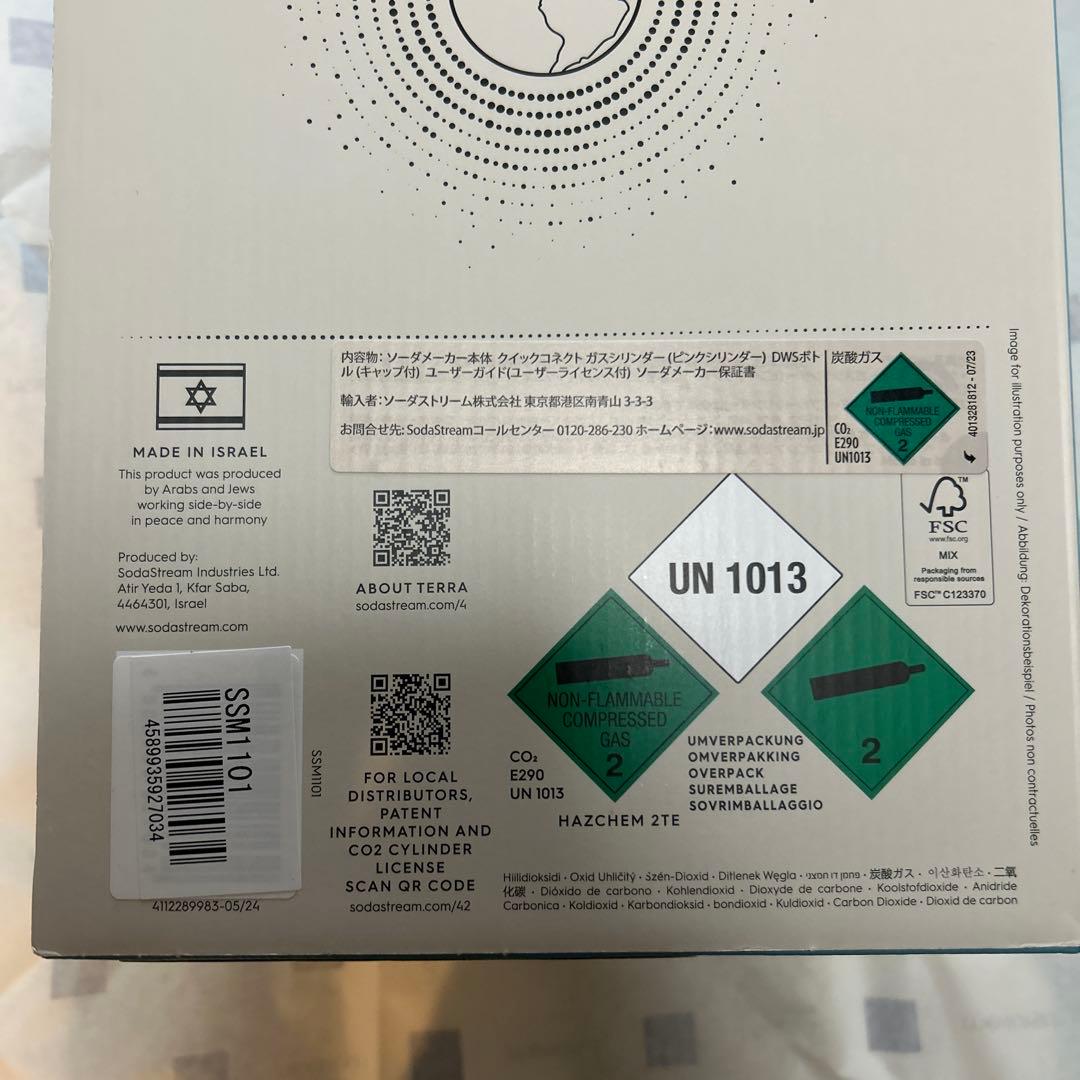 MADE IN ISRAEL
This product was produced
by Arabs and Jews
working side-by-side
in peace and harmony
Produced by:
SodaStream Industries Ltd.
Atir Yeda 1, Kfar Saba,
4464301, Israel
www.sodastream.com
内容物: ソーダメーカー本体 クイックコネクト ガスシリンダー (ピンクシリンダー) DWSボト
ル (キャップ付) ユーザーガイド(ユーザーライセンス付) ソーダメーカー保証書
輸入者:ソーダストリーム株式会社 東京都港区南青山 3-3-3
お問合せ先: SodaStreamコールセンター 0120-286-230 ホームページ:www.sodastream.jp
炭酸ガス
NON-FLAMMABLE
COMPRESSED
GAS
2
CO₂
E290
UN1013
4013281812 - 07/23
FSC™
www.fsc.org
MIX
Packaging from
responsible sources
FSC™ C123370
Image for illustration purposes only / Abbildung: Dekorationsbeispiel / Photos non contractuelles
ABOUT TERRA
sodastream.com/4
UN 1013
NON-FLAMMABLE
COMPRESSED
GAS
2
2
CO₂
E290
UN 1013
UMVERPACKUNG
OMVERPAKKING
OVERPACK
SUREMBALLAGE
SOVRIMBALLAGGIO
HAZCHEM 2TE
SSM1101
4589935927034
SSM1101
4112289983-05/24
FOR LOCAL
DISTRIBUTORS,
PATENT
INFORMATION AND
CO2 CYLINDER
LICENSE
SCAN QR CODE
sodastream.com/42
Hiilidioksidi · Oxid Uhličitý · Szén-Dioxid · Ditlenek Węgla · פחמן דו חמצני · 炭酸ガス · 이산화탄소 · 二氧
化碳 · Dióxido de carbono · Kohlendioxid · Dioxyde de carbone · Koolstofdioxide · Anidride
Carbonica · Koldioxid · Karbondioksid · bondioxid · Kuldioxid · Carbon Dioxide · Dioxid de carbon